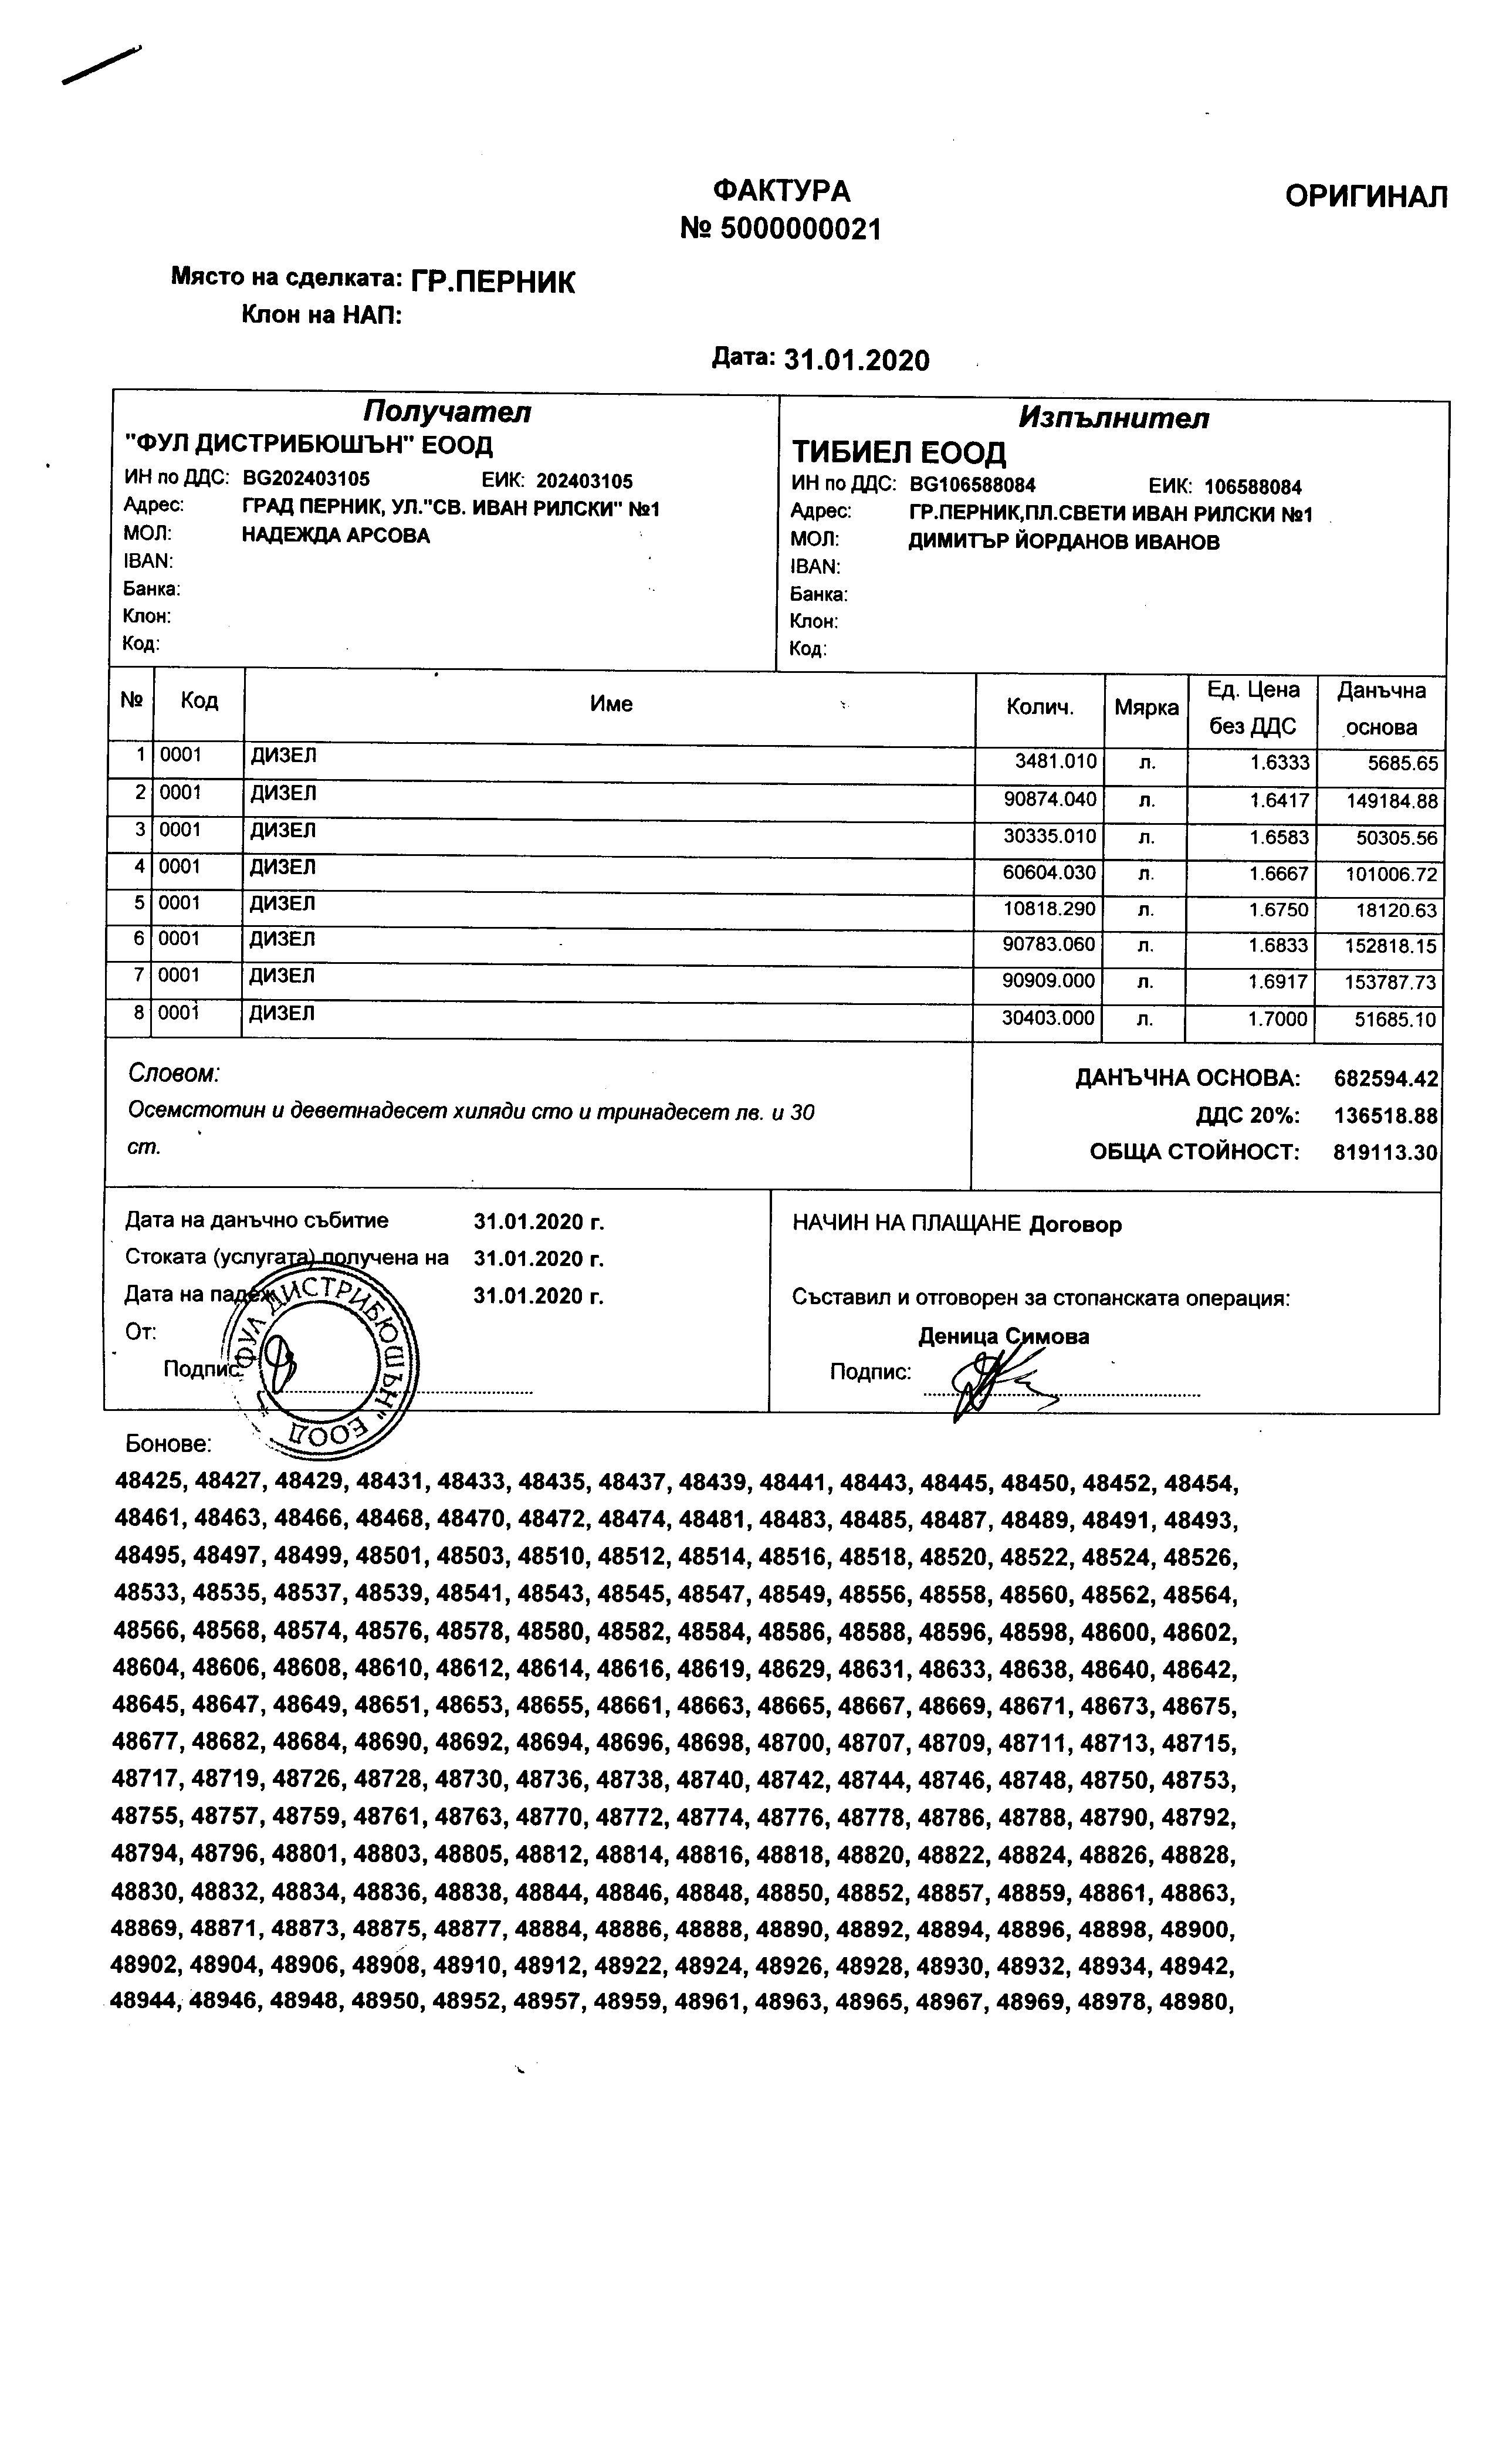 ФАКТУРА
ОРИГИНАЛ
№ 5000000021
Място на сделката: ГР.ПЕРНИК
Клон на НАП:
Дата: 31.01.2020
Получател
"ФУЛ ДИСТРИБЮШЪН" ЕООД
ИН по ДДС: BG202403105 ЕИК: 202403105
Адрес: ГРАД ПЕРНИК, УЛ."СВ. ИВАН РИЛСКИ" №1
МОЛ: НАДЕЖДА АРСОВА
IBAN:
Банка:
Клон:
Код:
Изпълнител
ТИБИЕЛ ЕООД
ИН по ДДС: BG106588084 ЕИК: 106588084
Адрес: ГР.ПЕРНИК,ПЛ.СВЕТИ ИВАН РИЛСКИ №1
МОЛ: ДИМИТЪР ЙОРДАНОВ ИВАНОВ
IBAN:
Банка:
Клон:
Код:
№ Код Име Колич. Мярка Ед. Цена без ДДС Данъчна основа
1 0001 ДИЗЕЛ 3481.010 л. 1.6333 5685.65
2 0001 ДИЗЕЛ 90874.040 л. 1.6417 149184.88
3 0001 ДИЗЕЛ 30335.010 л. 1.6583 50305.56
4 0001 ДИЗЕЛ 60604.030 л. 1.6667 101006.72
5 0001 ДИЗЕЛ 10818.290 л. 1.6750 18120.63
6 0001 ДИЗЕЛ 90783.060 л. 1.6833 152818.15
7 0001 ДИЗЕЛ 90909.000 л. 1.6917 153787.73
8 0001 ДИЗЕЛ 30403.000 л. 1.7000 51685.10
Словом:
Осемстотин и деветнадесет хиляди сто и тринадесет лв. и 30
ст.
ДАНЪЧНА ОСНОВА: 682594.42
ДДС 20%: 136518.88
ОБЩА СТОЙНОСТ: 819113.30
Дата на данъчно събитие 31.01.2020 г.
Стоката (услугата) получена на 31.01.2020 г.
Дата на падеж 31.01.2020 г.
От:
Подпис
"ФУЛ ДИСТРИБЮШЪН" ЕООД
НАЧИН НА ПЛАЩАНЕ Договор
Съставил и отговорен за стопанската операция:
Деница Симова
Подпис:
Бонове:
48425, 48427, 48429, 48431, 48433, 48435, 48437, 48439, 48441, 48443, 48445, 48450, 48452, 48454,
48461, 48463, 48466, 48468, 48470, 48472, 48474, 48481, 48483, 48485, 48487, 48489, 48491, 48493,
48495, 48497, 48499, 48501, 48503, 48510, 48512, 48514, 48516, 48518, 48520, 48522, 48524, 48526,
48533, 48535, 48537, 48539, 48541, 48543, 48545, 48547, 48549, 48556, 48558, 48560, 48562, 48564,
48566, 48568, 48574, 48576, 48578, 48580, 48582, 48584, 48586, 48588, 48596, 48598, 48600, 48602,
48604, 48606, 48608, 48610, 48612, 48614, 48616, 48619, 48629, 48631, 48633, 48638, 48640, 48642,
48645, 48647, 48649, 48651, 48653, 48655, 48661, 48663, 48665, 48667, 48669, 48671, 48673, 48675,
48677, 48682, 48684, 48690, 48692, 48694, 48696, 48698, 48700, 48707, 48709, 48711, 48713, 48715,
48717, 48719, 48726, 48728, 48730, 48736, 48738, 48740, 48742, 48744, 48746, 48748, 48750, 48753,
48755, 48757, 48759, 48761, 48763, 48770, 48772, 48774, 48776, 48778, 48786, 48788, 48790, 48792,
48794, 48796, 48801, 48803, 48805, 48812, 48814, 48816, 48818, 48820, 48822, 48824, 48826, 48828,
48830, 48832, 48834, 48836, 48838, 48844, 48846, 48848, 48850, 48852, 48857, 48859, 48861, 48863,
48869, 48871, 48873, 48875, 48877, 48884, 48886, 48888, 48890, 48892, 48894, 48896, 48898, 48900,
48902, 48904, 48906, 48908, 48910, 48912, 48922, 48924, 48926, 48928, 48930, 48932, 48934, 48942,
48944, 48946, 48948, 48950, 48952, 48957, 48959, 48961, 48963, 48965, 48967, 48969, 48978, 48980,